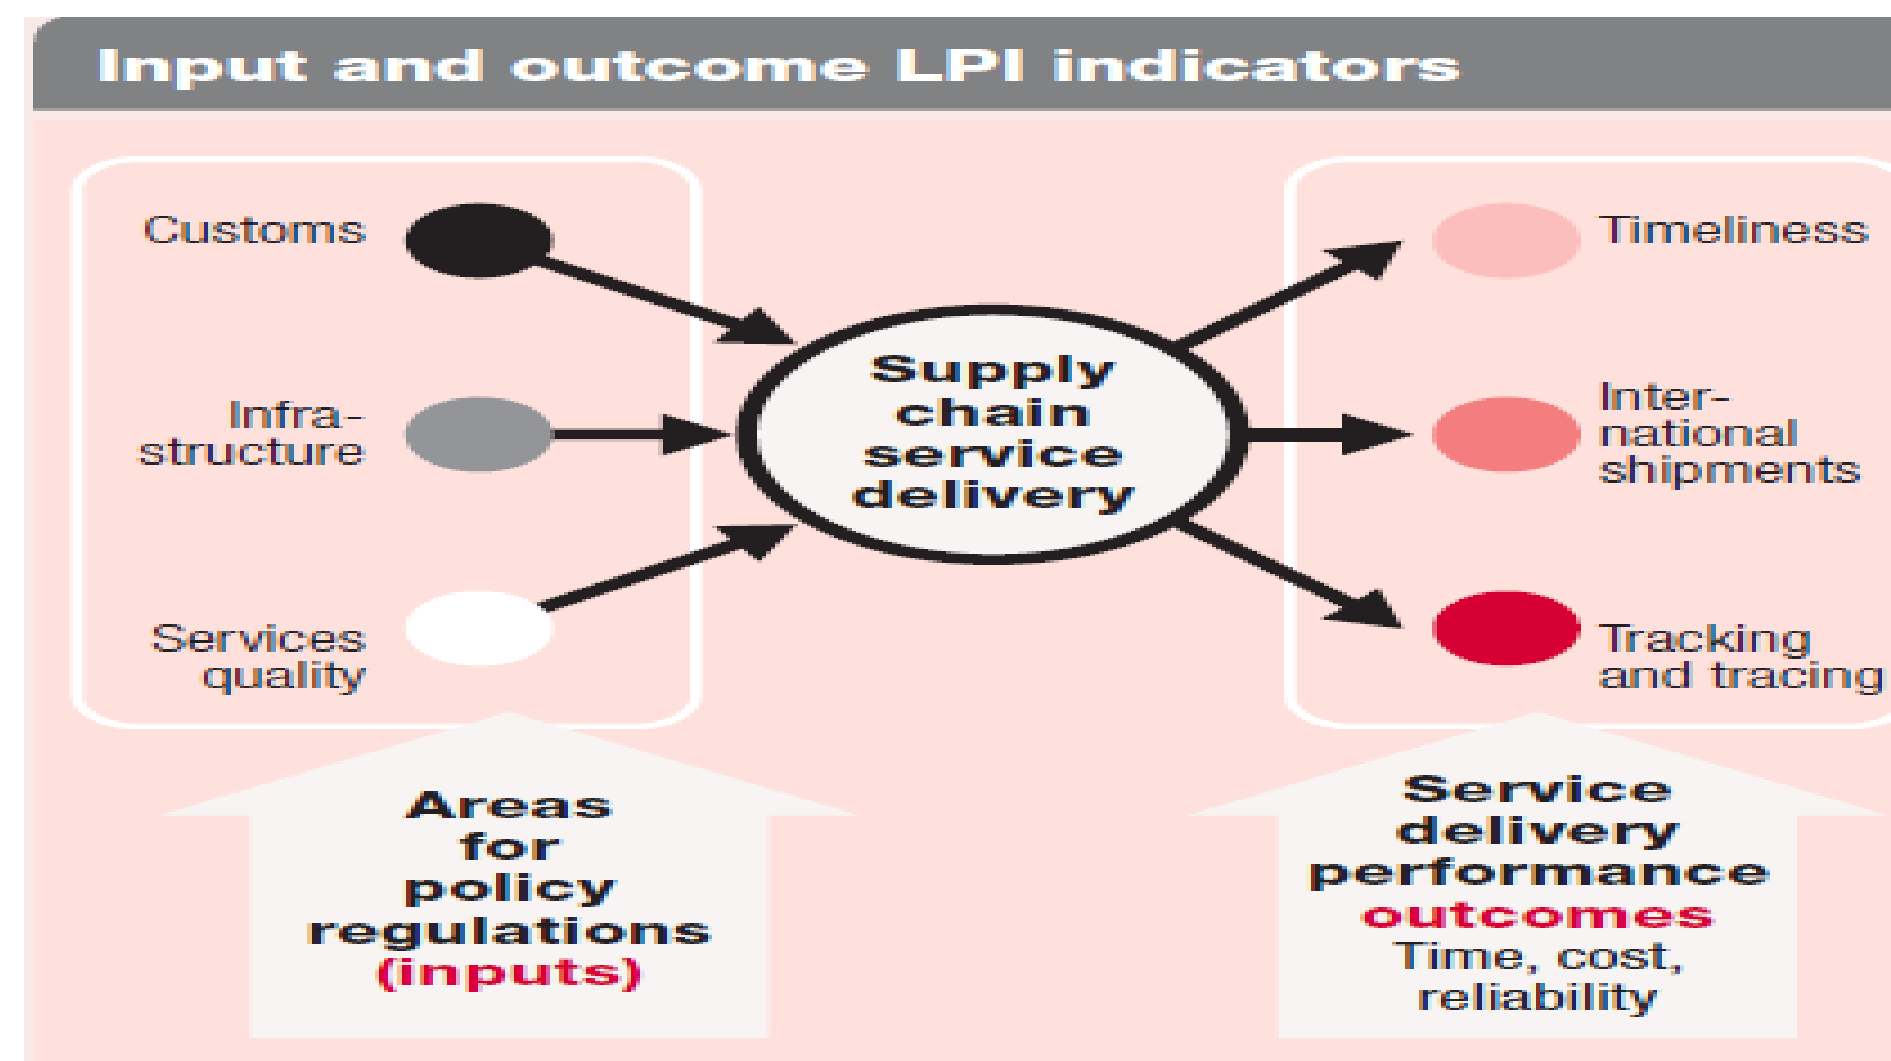 Input and outcome LPI indicators
Customs
Infra-
structure
Services
quality
Supply
chain
service
delivery
Timeliness
Inter-
national
shipments
Tracking
and tracing
Areas
for
policy
regulations
(inputs)
Service
delivery
performance
outcomes
Time, cost,
reliability